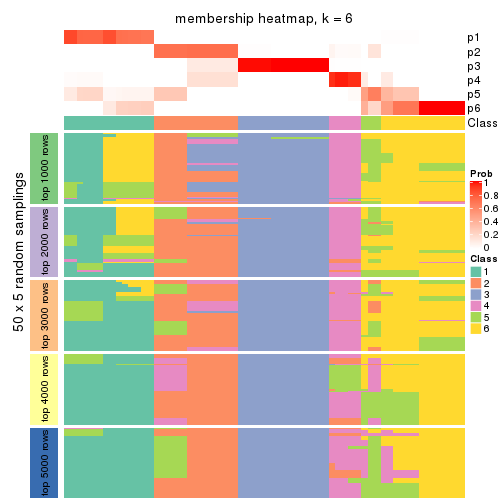 membership heatmap, k = 6
p1
p2
p3
p4
p5
p6
Class
50 x 5 random samplings
top 1000 rows
top 2000 rows
top 3000 rows
top 4000 rows
top 5000 rows
Prob
1
0.8
0.6
0.4
0.2
0
Class
1
2
3
4
5
6